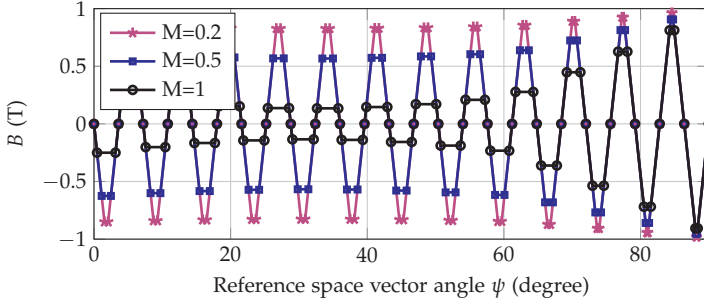 1
0.5
0
−0.5
−1
B (T)
M=0.2
M=0.5
M=1
0
20
40
60
80
Reference space vector angle ψ (degree)